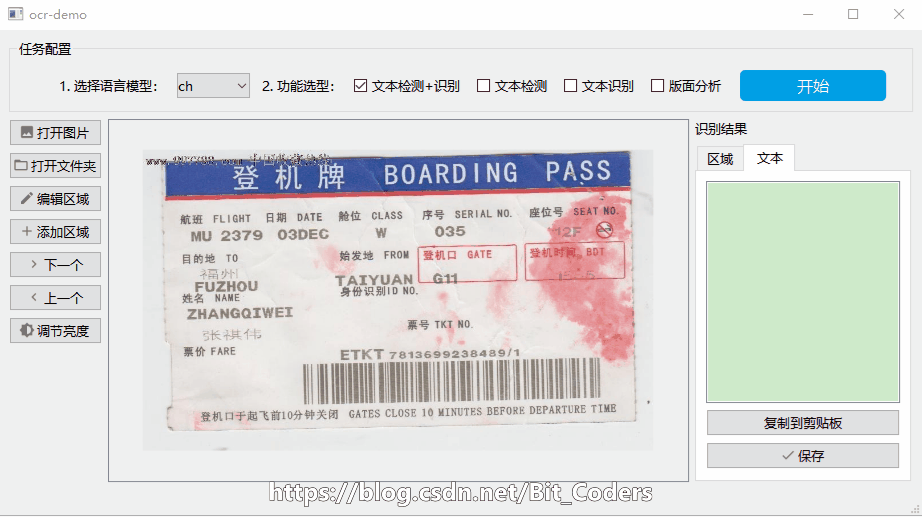 ocr-demo
任务配置
1. 选择语言模型： ch 2. 功能选型： 文本检测+识别 文本检测 文本识别 版面分析 开始
打开图片
打开文件夹
编辑区域
添加区域
下一个
上一个
调节亮度
登机牌 BOARDING PASS
航班 FLIGHT 日期 DATE 舱位 CLASS 序号 SERIAL NO. 座位号 SEAT NO.
MU 2379 03DEC W 035 12F
目的地 TO 始发地 FROM 登机口 GATE 登机时间 BDT
福州
FUZHOU TAIYUAN G11
身份识别ID NO.
姓名 NAME
ZHANGQIWEI
张祺伟
票号 TKT NO.
票价 FARE
ETKT 7813699238489/1
登机口于起飞前10分钟关闭 GATES CLOSE 10 MINUTES BEFORE DEPARTURE TIME
识别结果
区域 文本
复制到剪贴板
保存
https://blog.csdn.net/Bit_Coders